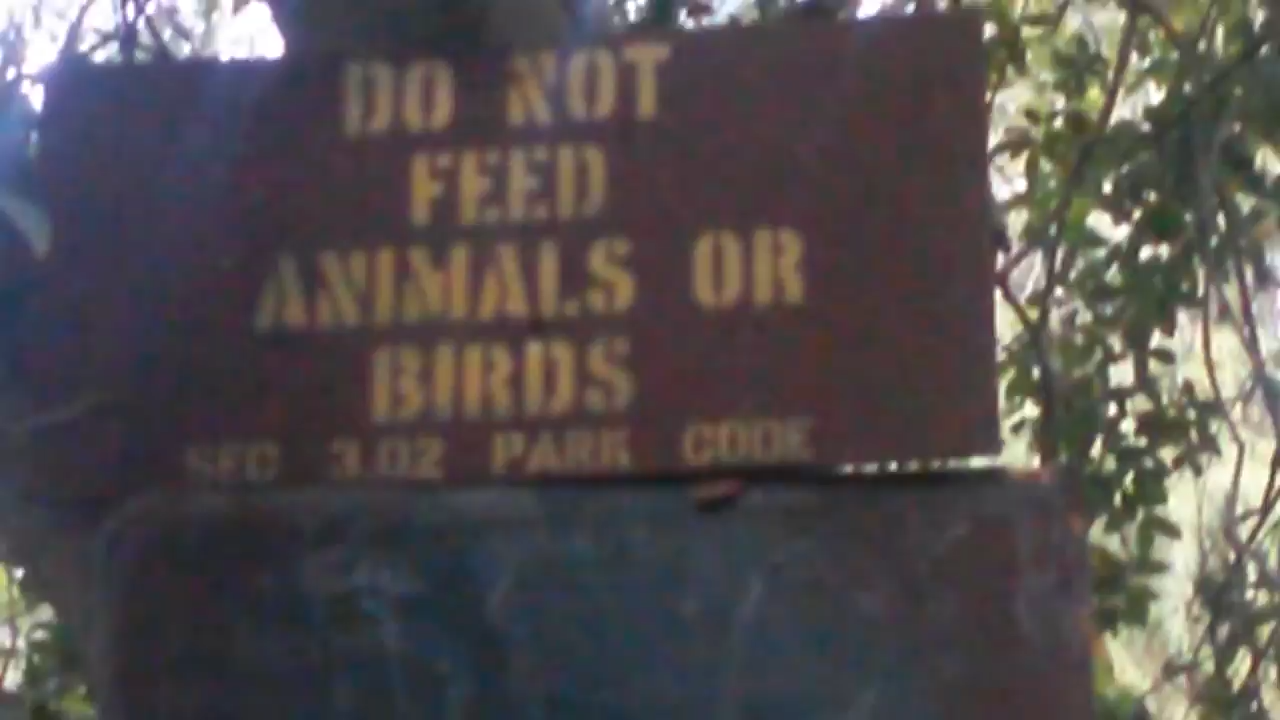 DO NOT
FEED
ANIMALS OR
BIRDS
SEC 3.02 PARK CODE